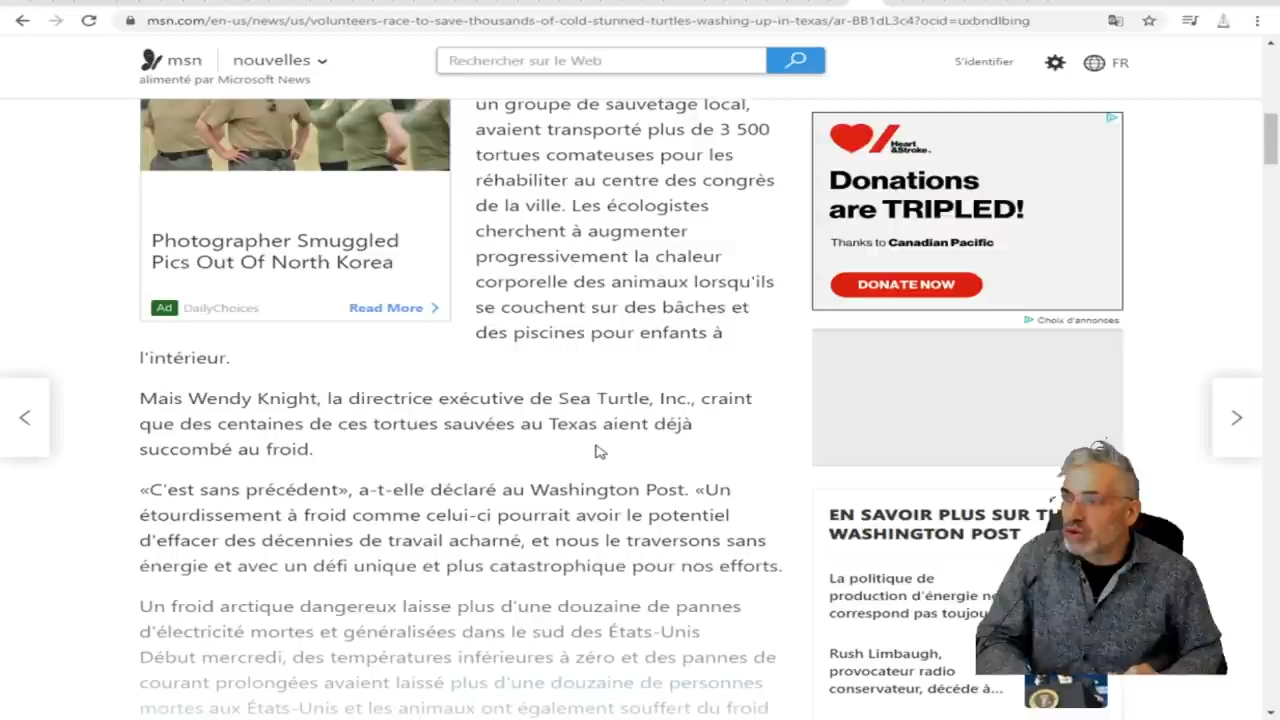 msn.com/en-us/news/us/volunteers-race-to-save-thousands-of-cold-stunned-turtles-washing-up-in-texas/ar-BB1dL3c4?ocid=uxbndlbing
msn
nouvelles
alimenté par Microsoft News
Rechercher sur le Web
S'identifier
FR
Photographer Smuggled
Pics Out Of North Korea
Ad DailyChoices Read More
un groupe de sauvetage local,
avaient transporté plus de 3 500
tortues comateuses pour les
réhabiliter au centre des congrès
de la ville. Les écologistes
cherchent à augmenter
progressivement la chaleur
corporelle des animaux lorsqu'ils
se couchent sur des bâches et
des piscines pour enfants à
l'intérieur.
Mais Wendy Knight, la directrice exécutive de Sea Turtle, Inc., craint
que des centaines de ces tortues sauvées au Texas aient déjà
succombé au froid.
«C'est sans précédent», a-t-elle déclaré au Washington Post. «Un
étourdissement à froid comme celui-ci pourrait avoir le potentiel
d'effacer des décennies de travail acharné, et nous le traversons sans
énergie et avec un défi unique et plus catastrophique pour nos efforts.
Un froid arctique dangereux laisse plus d'une douzaine de pannes
d'électricité mortes et généralisées dans le sud des États-Unis
Début mercredi, des températures inférieures à zéro et des pannes de
courant prolongées avaient laissé plus d'une douzaine de personnes
mortes aux États-Unis et les animaux ont également souffert du froid
Heart
&Stroke
Donations
are TRIPLED!
Thanks to Canadian Pacific
DONATE NOW
Choix d'annonces
EN SAVOIR PLUS SUR
WASHINGTON POST
La politique de
production d'énergie
correspond pas
Rush Limbaugh,
provocateur radio
conservateur, décède à...